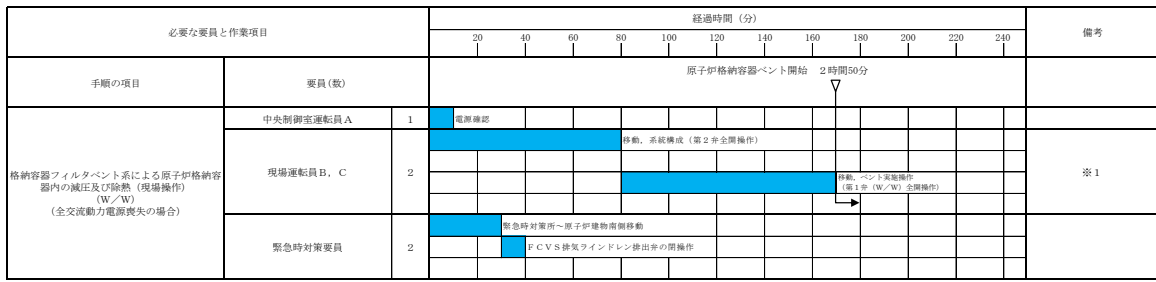 必要な要員と作業項目
経過時間（分）
備考
20 40 60 80 100 120 140 160 180 200 220 240
手順の項目
要員(数)
原子炉格納容器ベント開始 2時間50分
格納容器フィルタベント系による原子炉格納容
器内の減圧及び除熱（現場操作）
（W／W）
（全交流動力電源喪失の場合）
中央制御室運転員A
1
電源確認
現場運転員B，C
2
移動，系統構成（第２弁全開操作）
移動，ベント実施操作
（第１弁（W／W）全開操作）
※１
緊急時対策要員
2
緊急時対策所～原子炉建物南側移動
ＦＣＶＳ排気ラインドレン排出弁の閉操作